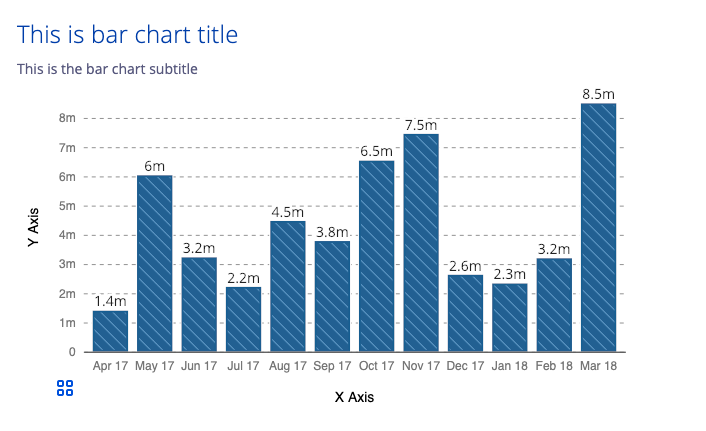 This is bar chart title
This is the bar chart subtitle
8.5m
8m
7.5m
7m
6.5m
6m
6m
5m
4.5m
4m
3.8m
3.2m
3.2m
3m
2.6m
2.3m
2.2m
2m
1.4m
1m
0
Y Axis
Apr 17 May 17 Jun 17 Jul 17 Aug 17 Sep 17 Oct 17 Nov 17 Dec 17 Jan 18 Feb 18 Mar 18
X Axis